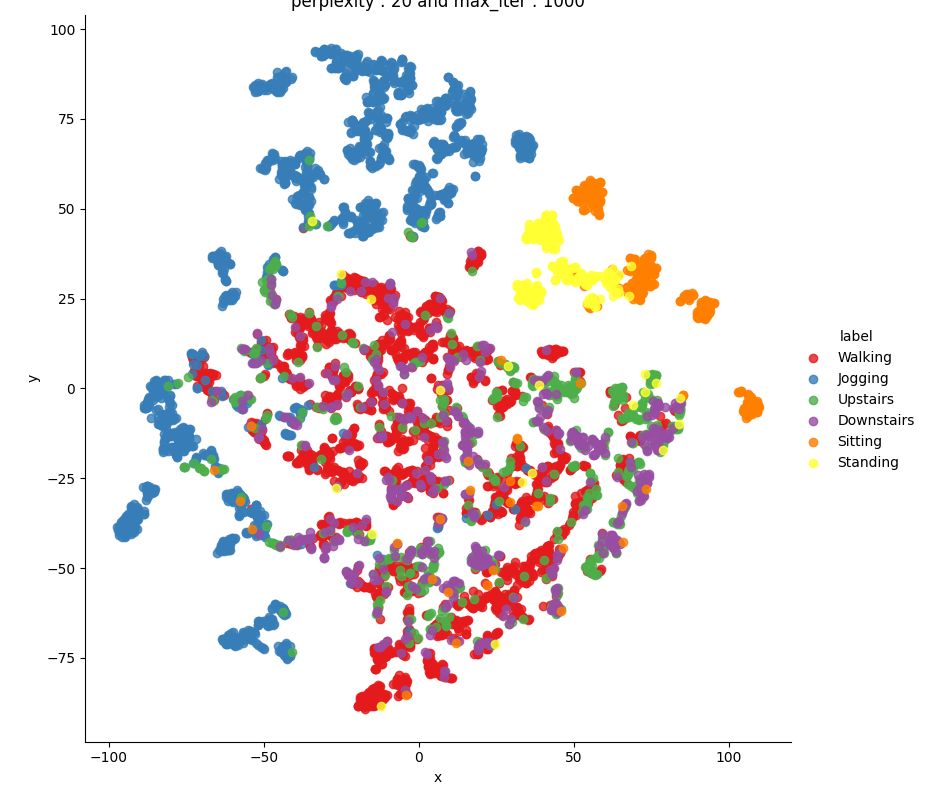 perplexity : 20 and max_iter : 1000
100
75
50
25
0
−25
−50
−75
y
−100
−50
0
50
100
x
label
Walking
Jogging
Upstairs
Downstairs
Sitting
Standing